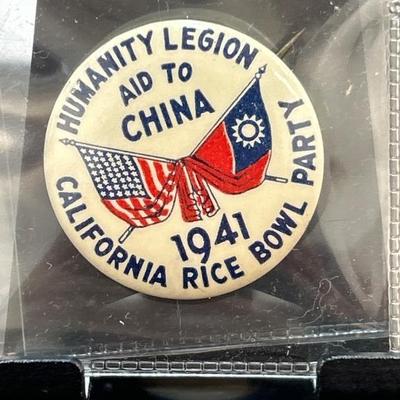 HUMANITY LEGION
AID TO
CHINA
1941
CALIFORNIA RICE BOWL PARTY